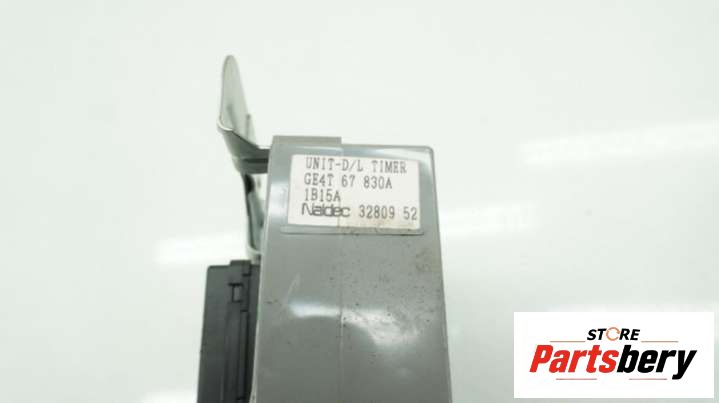 UNIT-D/L TIMER
GE4T 67 830A
1B15A
Naldec 32809 52
STORE
Partsbery